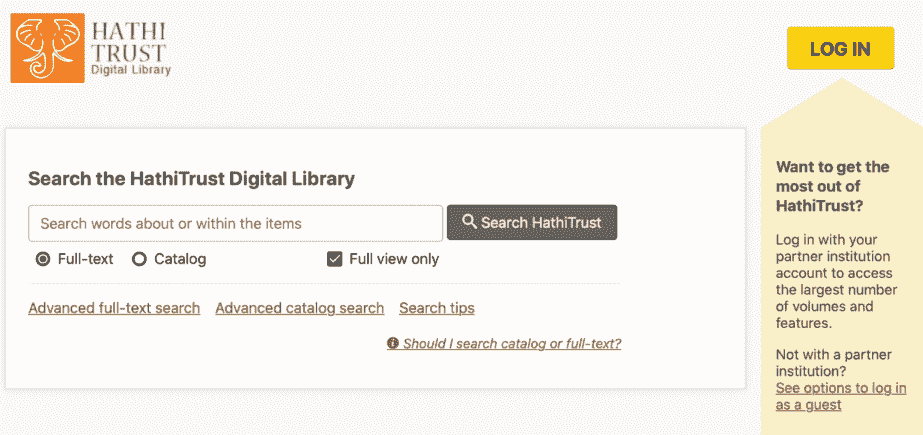 HATHI
TRUST
Digital Library
LOG IN
Search the HathiTrust Digital Library
Search words about or within the items
Search HathiTrust
Full-text Catalog Full view only
Advanced full-text search Advanced catalog search Search tips
Should I search catalog or full-text?
Want to get the
most out of
HathiTrust?
Log in with your
partner institution
account to access
the largest number
of volumes and
features.
Not with a partner
institution?
See options to log in
as a guest